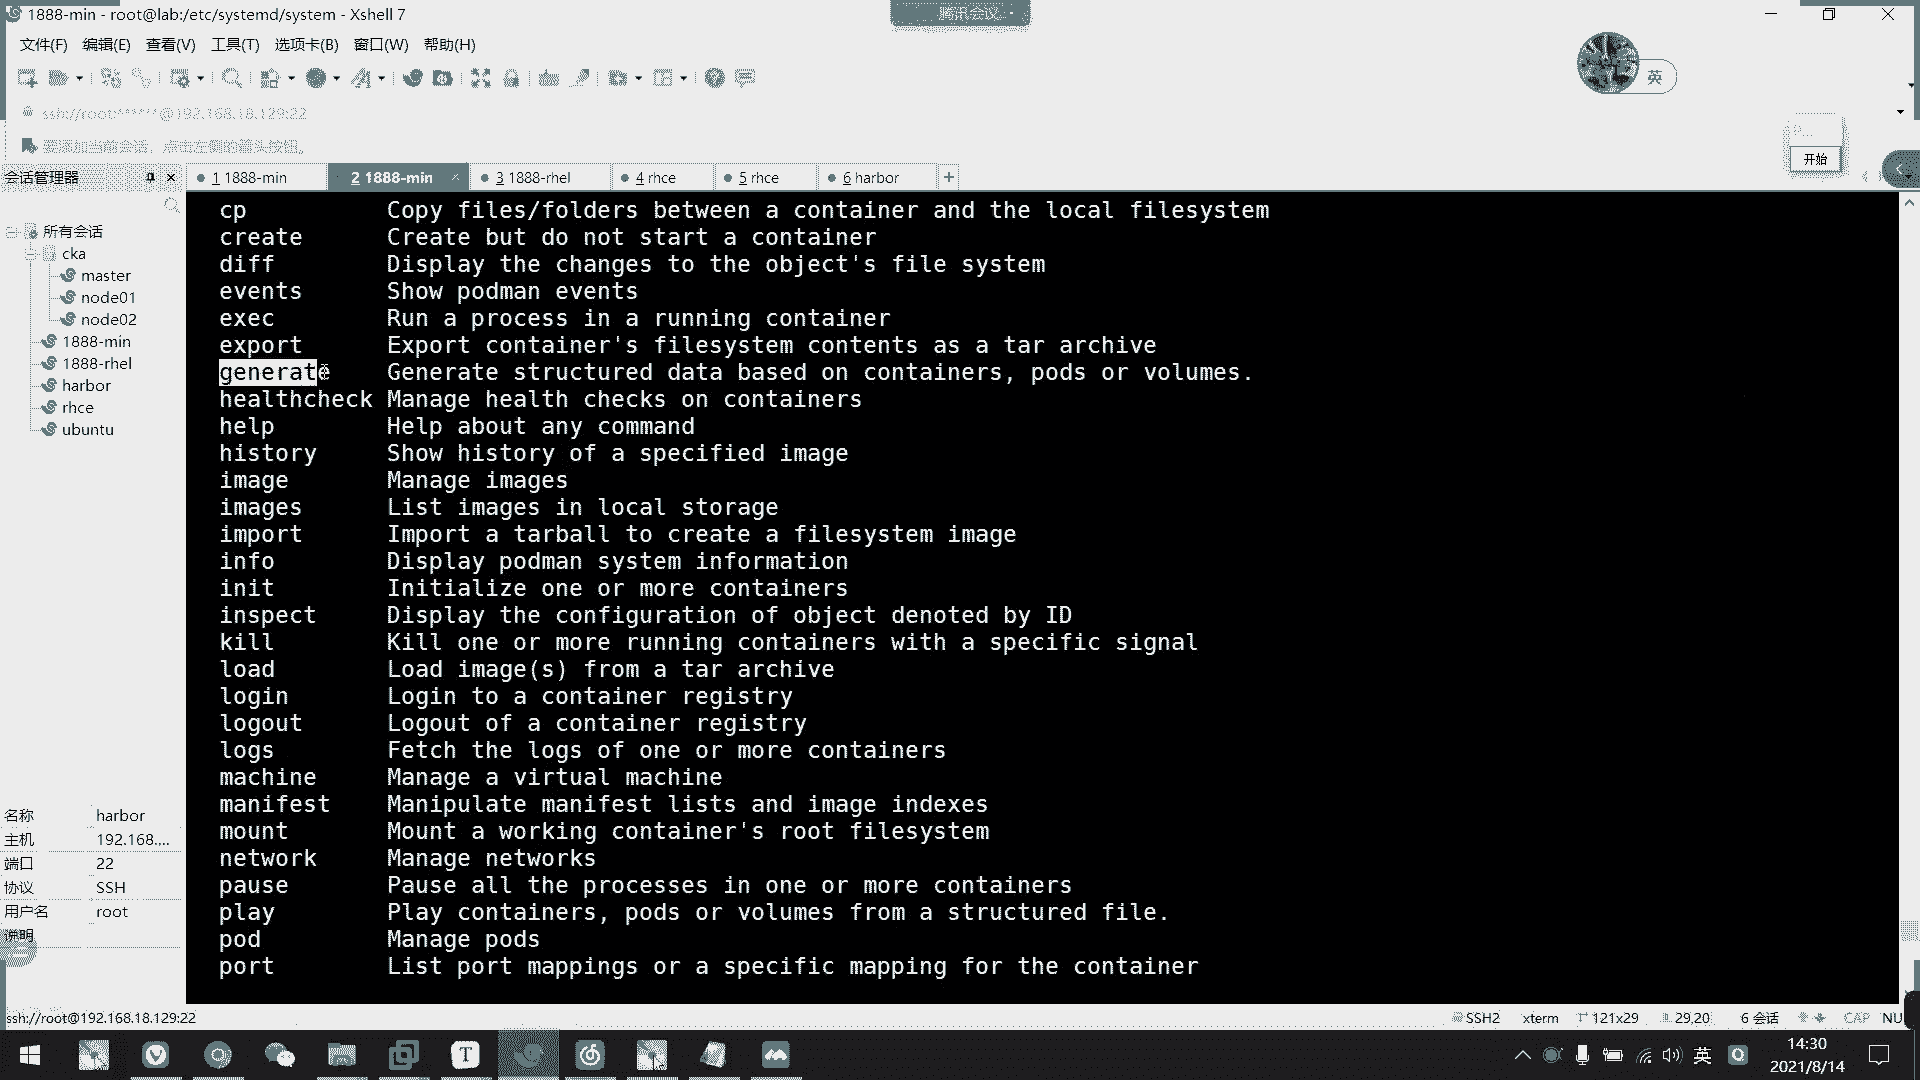 1888-min - root@lab:/etc/systemd/system - Xshell 7
腾讯会议
文件(F) 编辑(E) 查看(V) 工具(T) 选项卡(B) 窗口(W) 帮助(H)
英
ssh://root:******@192.168.18.129:22
要添加当前会话，点击左侧的箭头按钮。
开始
会话管理器
1 1888-min
2 1888-min
3 1888-rhel
4 rhce
5 rhce
6 harbor
所有会话
cka
master
node01
node02
1888-min
1888-rhel
harbor
rhce
ubuntu
cp Copy files/folders between a container and the local filesystem
create Create but do not start a container
diff Display the changes to the object's file system
events Show podman events
exec Run a process in a running container
export Export container's filesystem contents as a tar archive
generate Generate structured data based on containers, pods or volumes.
healthcheck Manage health checks on containers
help Help about any command
history Show history of a specified image
image Manage images
images List images in local storage
import Import a tarball to create a filesystem image
info Display podman system information
init Initialize one or more containers
inspect Display the configuration of object denoted by ID
kill Kill one or more running containers with a specific signal
load Load image(s) from a tar archive
login Login to a container registry
logout Logout of a container registry
logs Fetch the logs of one or more containers
machine Manage a virtual machine
manifest Manipulate manifest lists and image indexes
mount Mount a working container's root filesystem
network Manage networks
pause Pause all the processes in one or more containers
play Play containers, pods or volumes from a structured file.
pod Manage pods
port List port mappings or a specific mapping for the container
名称 harbor
主机 192.168....
端口 22
协议 SSH
用户名 root
说明
ssh://root@192.168.18.129:22
SSH2 xterm 121x29 29,20 6 会话 CAP NU
英
14:30
2021/8/14